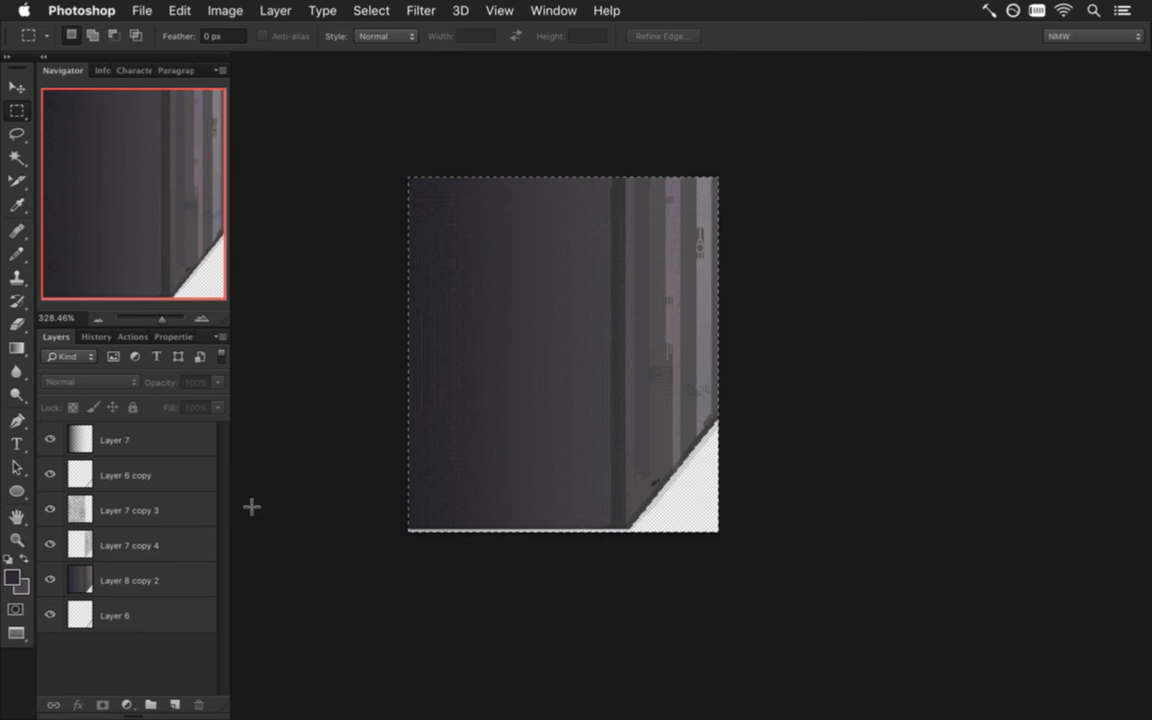 Photoshop File Edit Image Layer Type Select Filter 3D View Window Help
Feather: 0 px Anti-alias Style: Normal Width: Height: Refine Edge... NMW
Navigator Info Characte Paragrap
328.46%
Layers History Actions Propertie
Kind
Normal Opacity: 100%
Lock: Fill: 100%
Layer 7
Layer 6 copy
Layer 7 copy 3
Layer 7 copy 4
Layer 8 copy 2
Layer 6